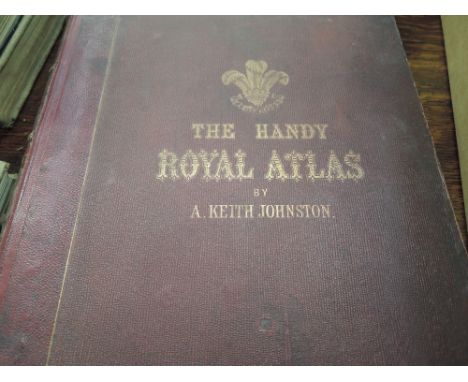 THE HANDY
ROYAL ATLAS
BY
A. KEITH JOHNSTON.